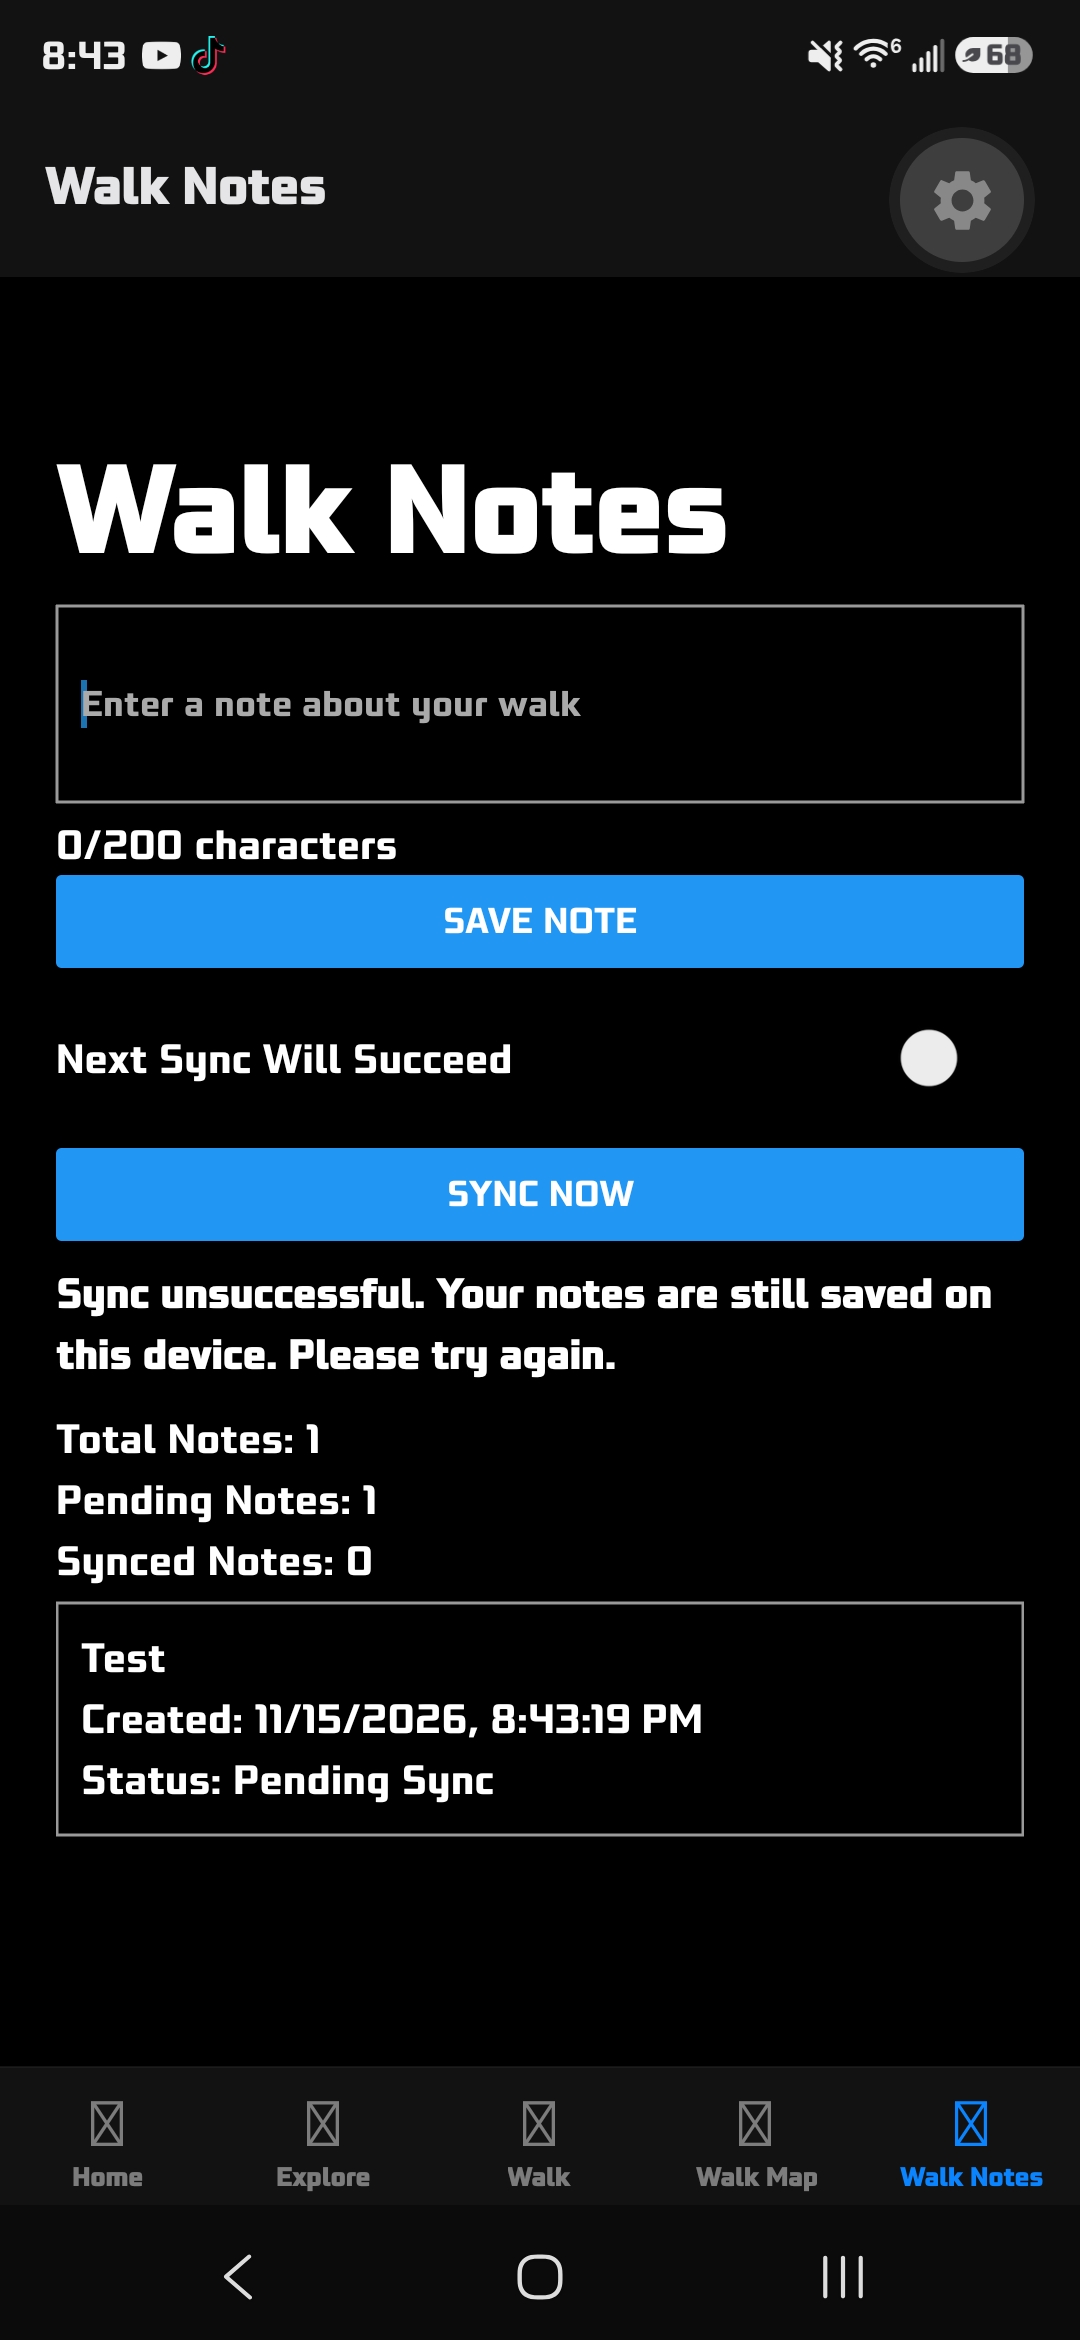 8:43
6
68
Walk Notes
Walk Notes
Enter a note about your walk
0/200 characters
SAVE NOTE
Next Sync Will Succeed
SYNC NOW
Sync unsuccessful. Your notes are still saved on
this device. Please try again.
Total Notes: 1
Pending Notes: 1
Synced Notes: 0
Test
Created: 11/15/2026, 8:43:19 PM
Status: Pending Sync
Home
Explore
Walk
Walk Map
Walk Notes